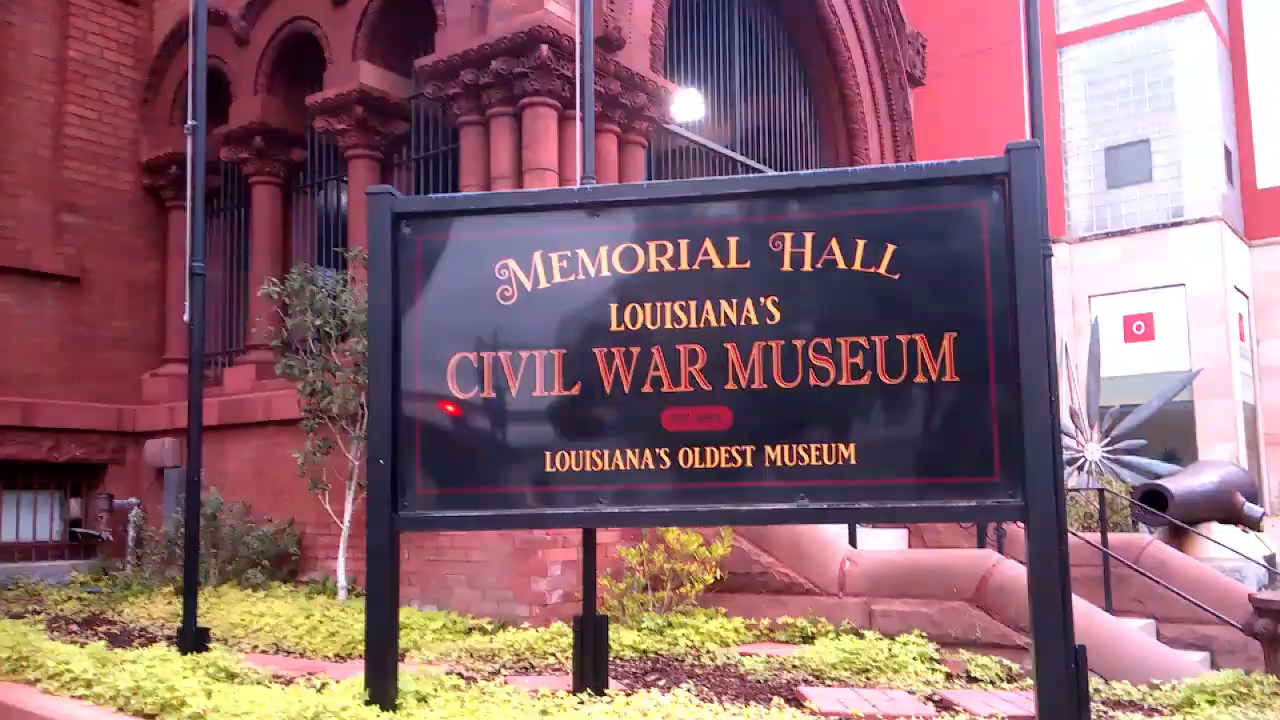 MEMORIAL HALL
LOUISIANA'S
CIVIL WAR MUSEUM
LOUISIANA'S OLDEST MUSEUM